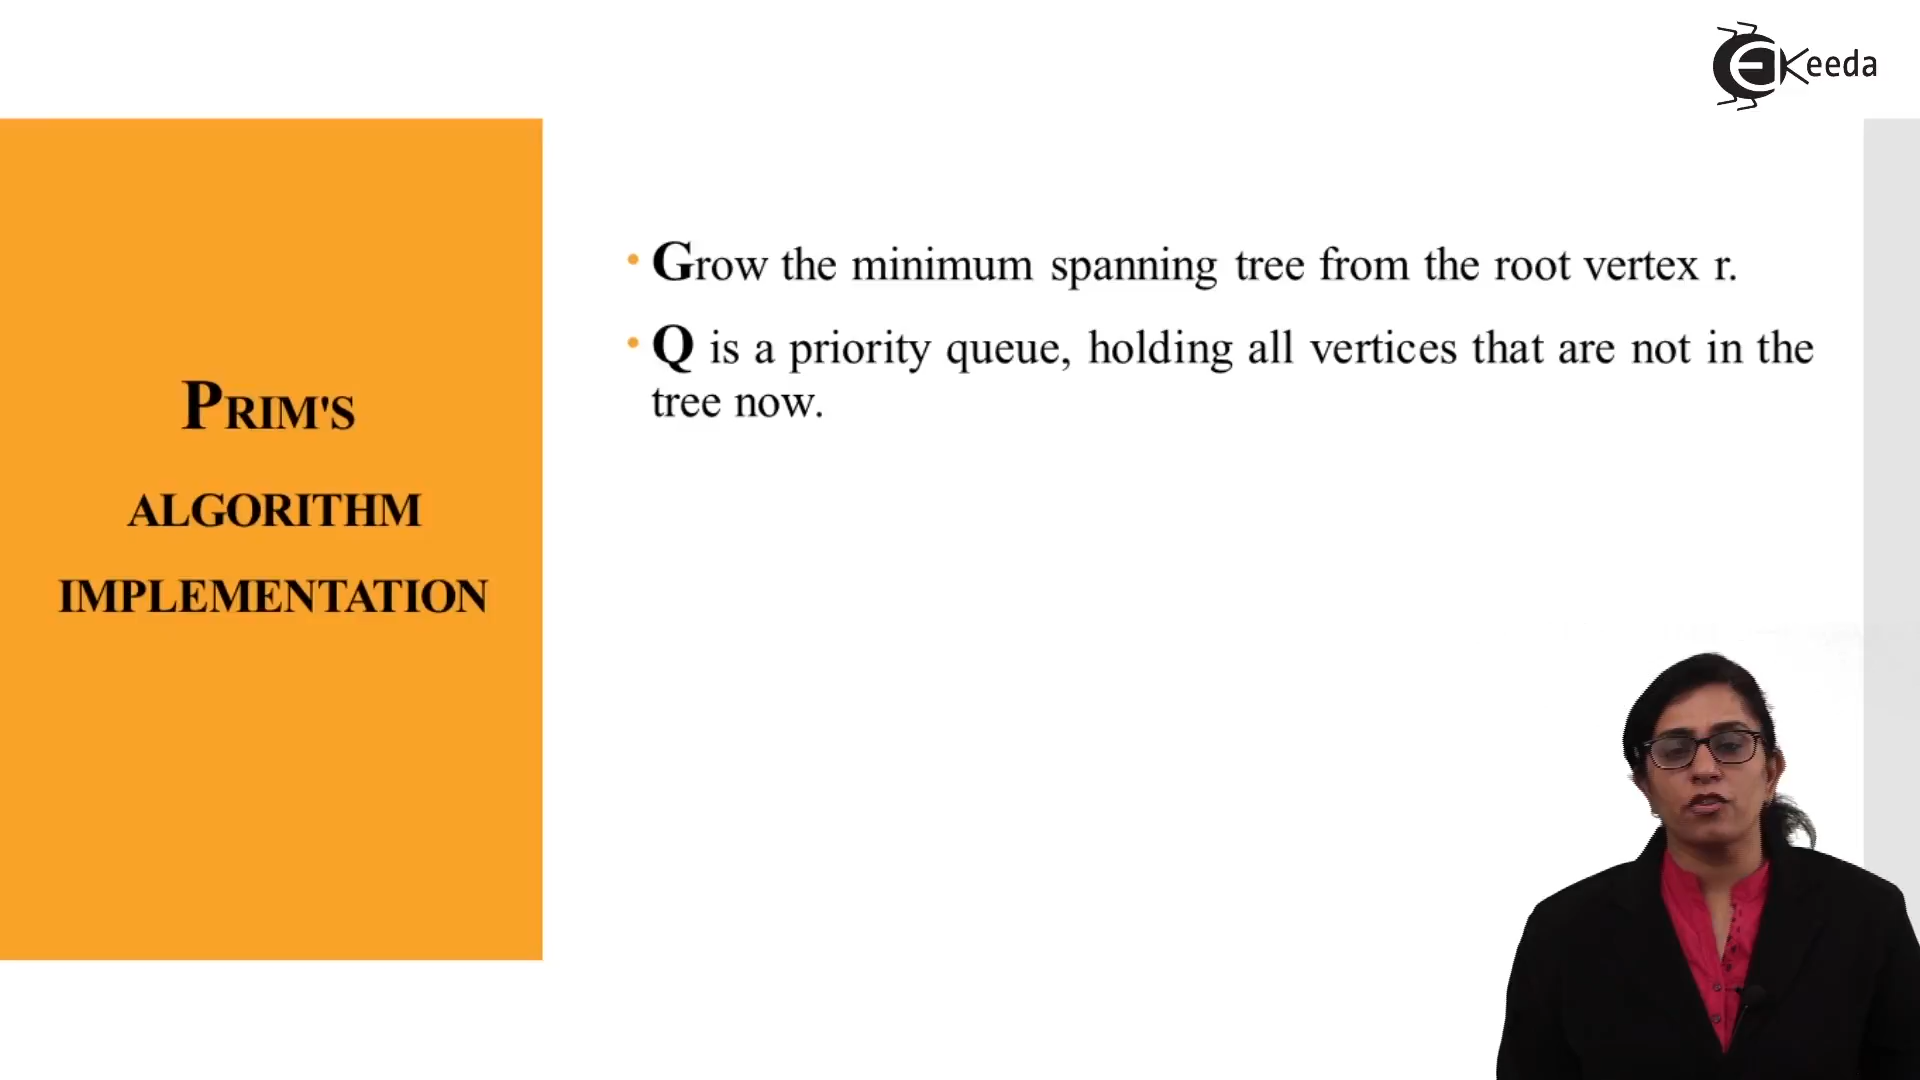 EKeeda
PRIM'S
ALGORITHM
IMPLEMENTATION
• Grow the minimum spanning tree from the root vertex r.
• Q is a priority queue, holding all vertices that are not in the
tree now.